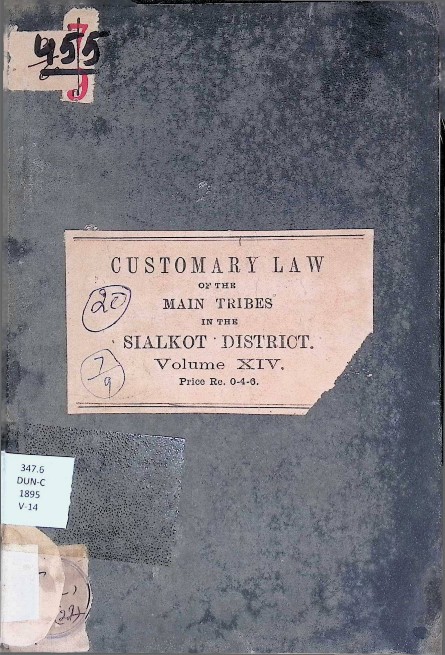 955
CUSTOMARY LAW
OF THE
MAIN TRIBES
IN THE
SIALKOT DISTRICT.
Volume XIV.
Price Re. 0-4-6.
20
7/9
347.6
DUN-C
1895
V-14